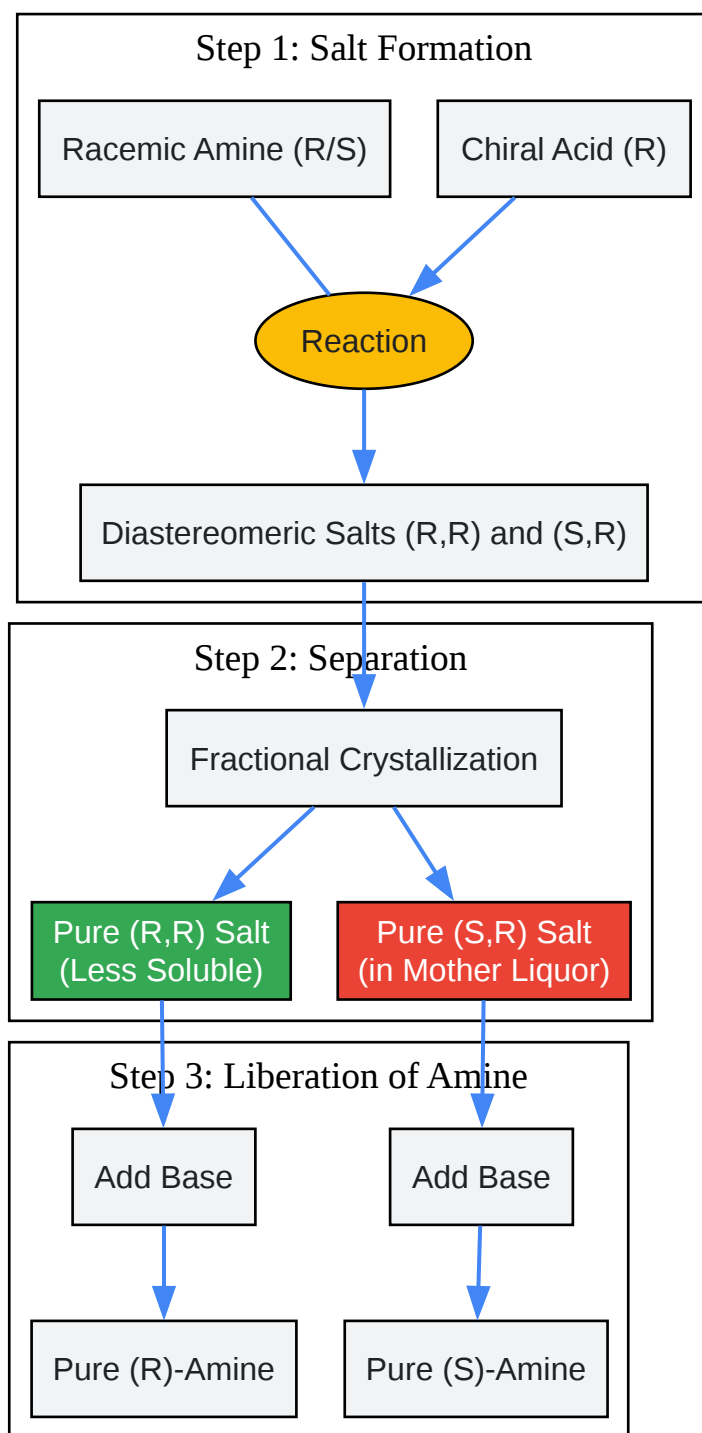 Step 1: Salt Formation
Racemic Amine (R/S)
Chiral Acid (R)
Reaction
Diastereomeric Salts (R,R) and (S,R)
Step 2: Separation
Fractional Crystallization
Pure (R,R) Salt
(Less Soluble)
Pure (S,R) Salt
(in Mother Liquor)
Step 3: Liberation of Amine
Add Base
Add Base
Pure (R)-Amine
Pure (S)-Amine